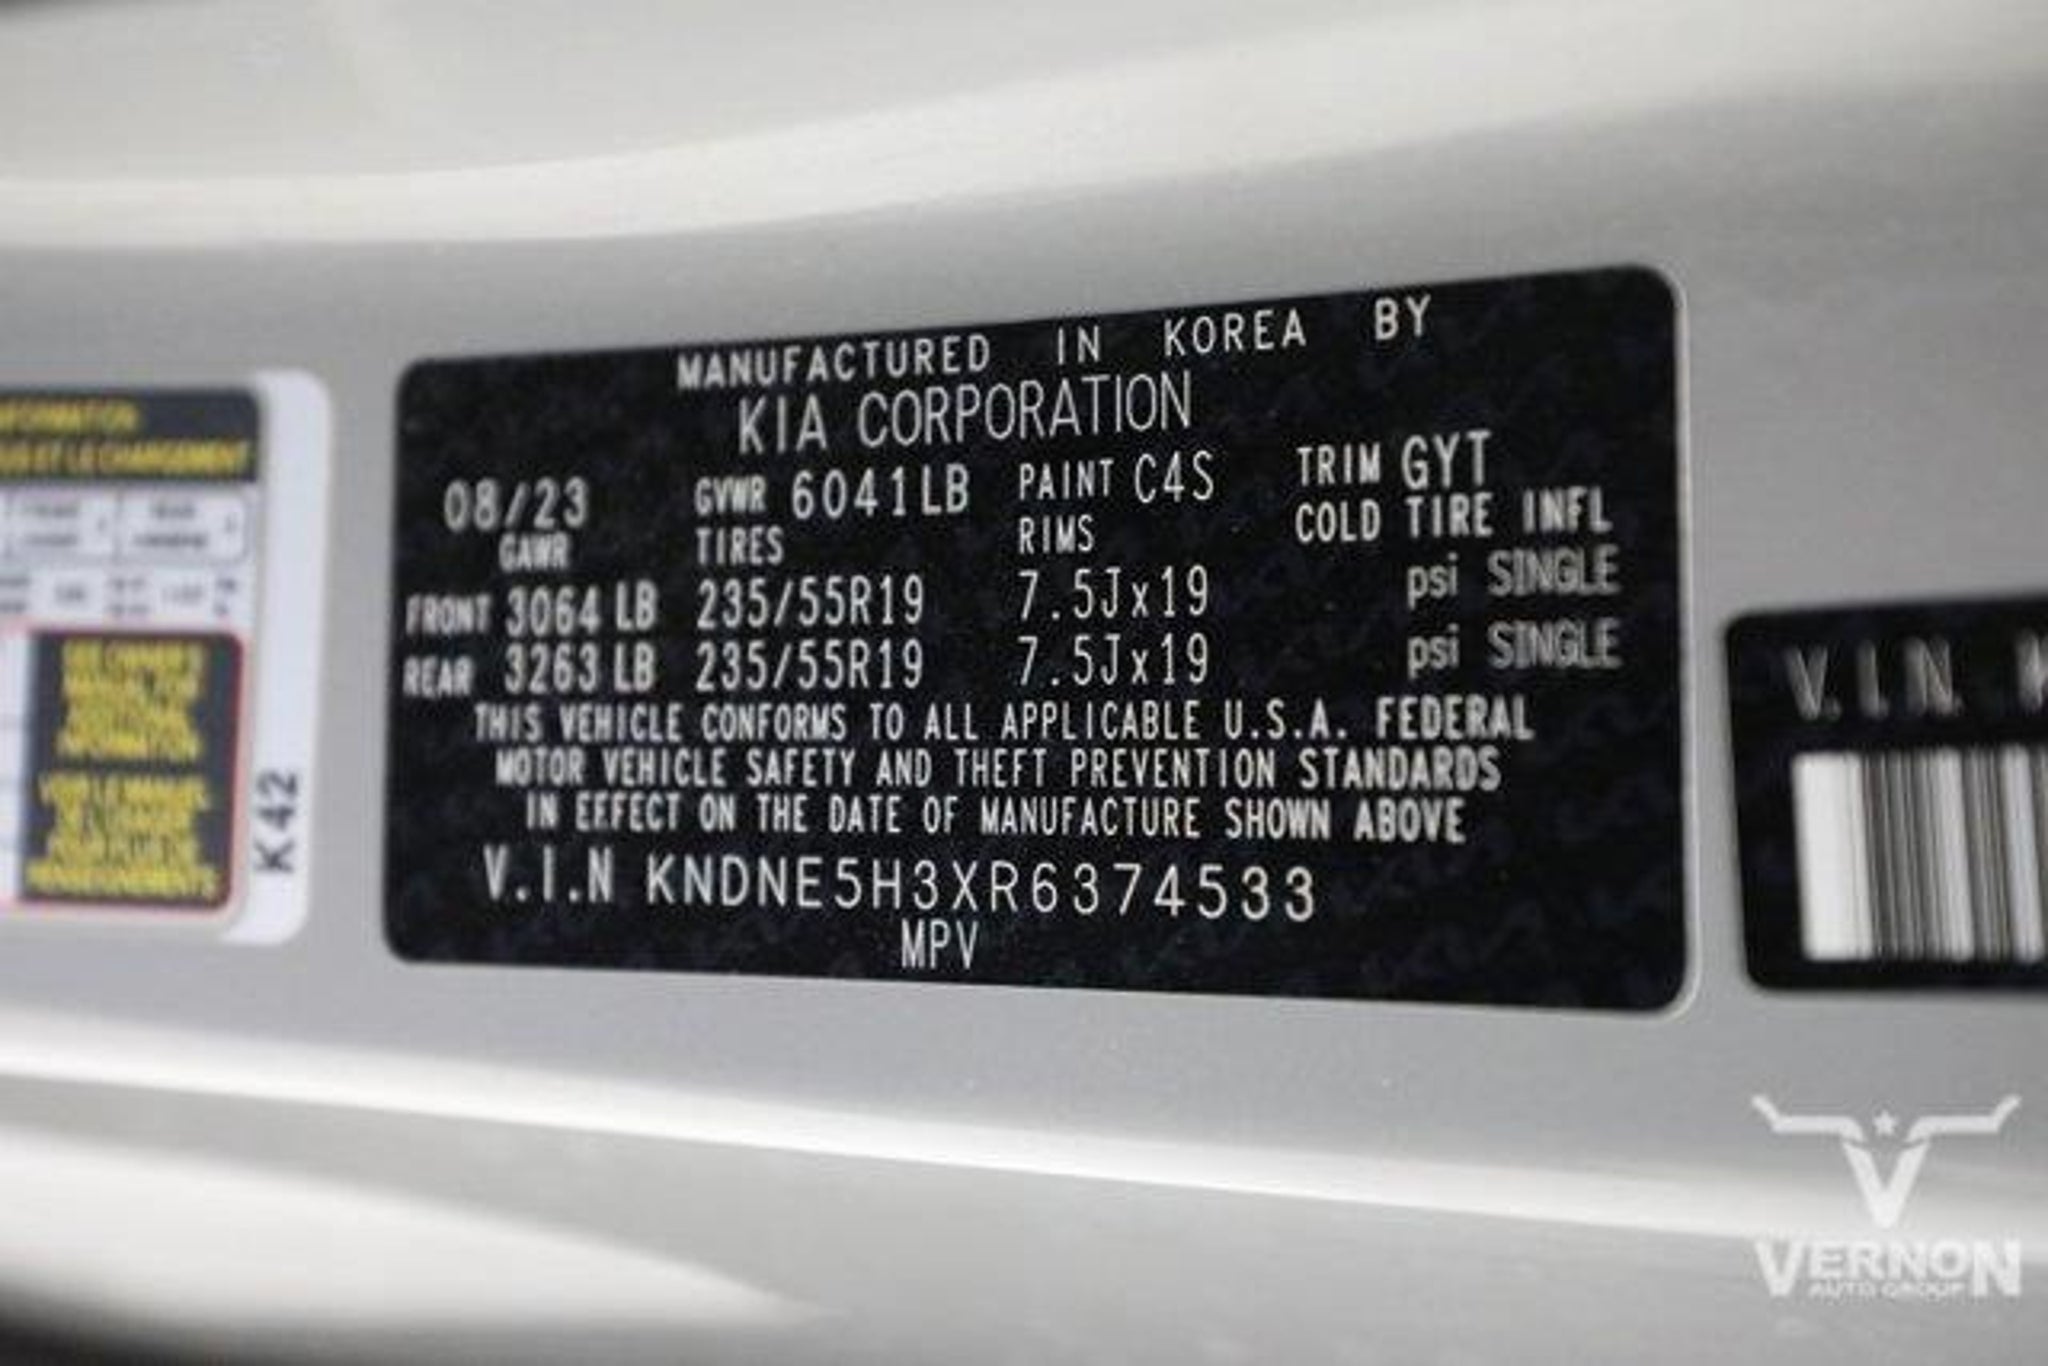 MANUFACTURED IN KOREA BY
KIA CORPORATION
08/23 GVWR 6041LB PAINT C4S TRIM GYT
GAWR TIRES RIMS COLD TIRE INFL
FRONT 3064 LB 235/55R19 7.5Jx19 psi SINGLE
REAR 3263 LB 235/55R19 7.5Jx19 psi SINGLE
THIS VEHICLE CONFORMS TO ALL APPLICABLE U.S.A. FEDERAL
MOTOR VEHICLE SAFETY AND THEFT PREVENTION STANDARDS
IN EFFECT ON THE DATE OF MANUFACTURE SHOWN ABOVE
V.I.N KNDNE5H3XR6374533
MPV
K42
V.I.N.
VERNON
AUTO GROUP